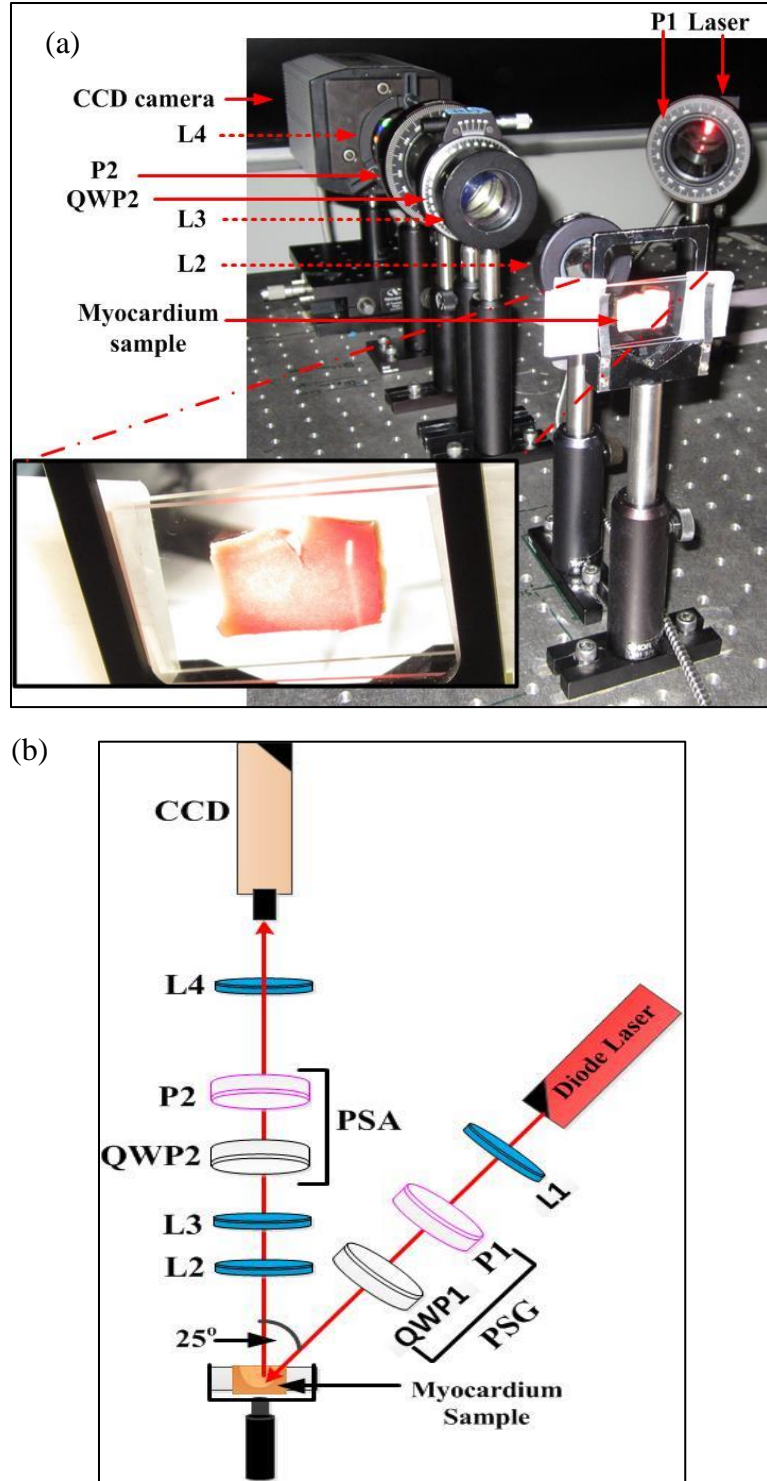 (a)
P1 Laser
CCD camera
L4
P2
QWP2
L3
L2
Myocardium
sample
(b)
CCD
L4
Diode Laser
P2
PSA
QWP2
L1
L3
P1
L2
QWP1
PSG
25°
Myocardium
Sample